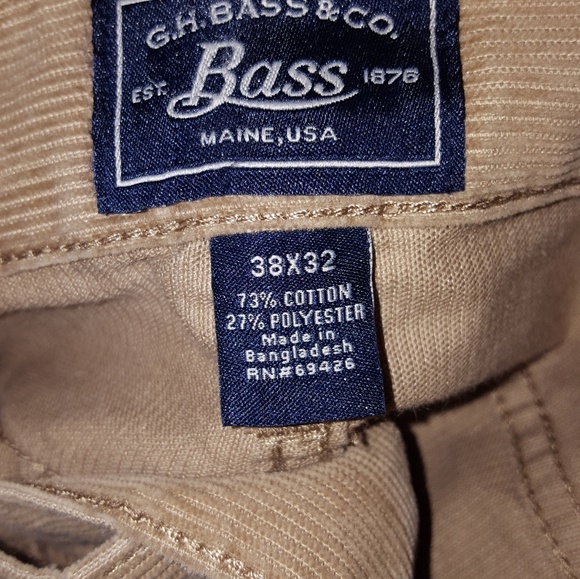 G.H. BASS & CO.
EST. Bass 1876
MAINE, USA
38X32
73% COTTON
27% POLYESTER
Made in
Bangladesh
RN#69426